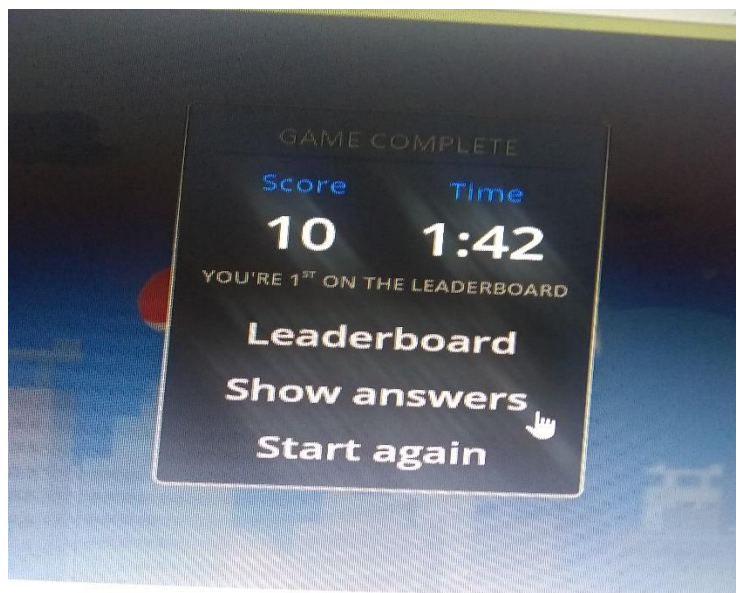 GAME COMPLETE
Score Time
10 1:42
YOU'RE 1ST ON THE LEADERBOARD
Leaderboard
Show answers
Start again